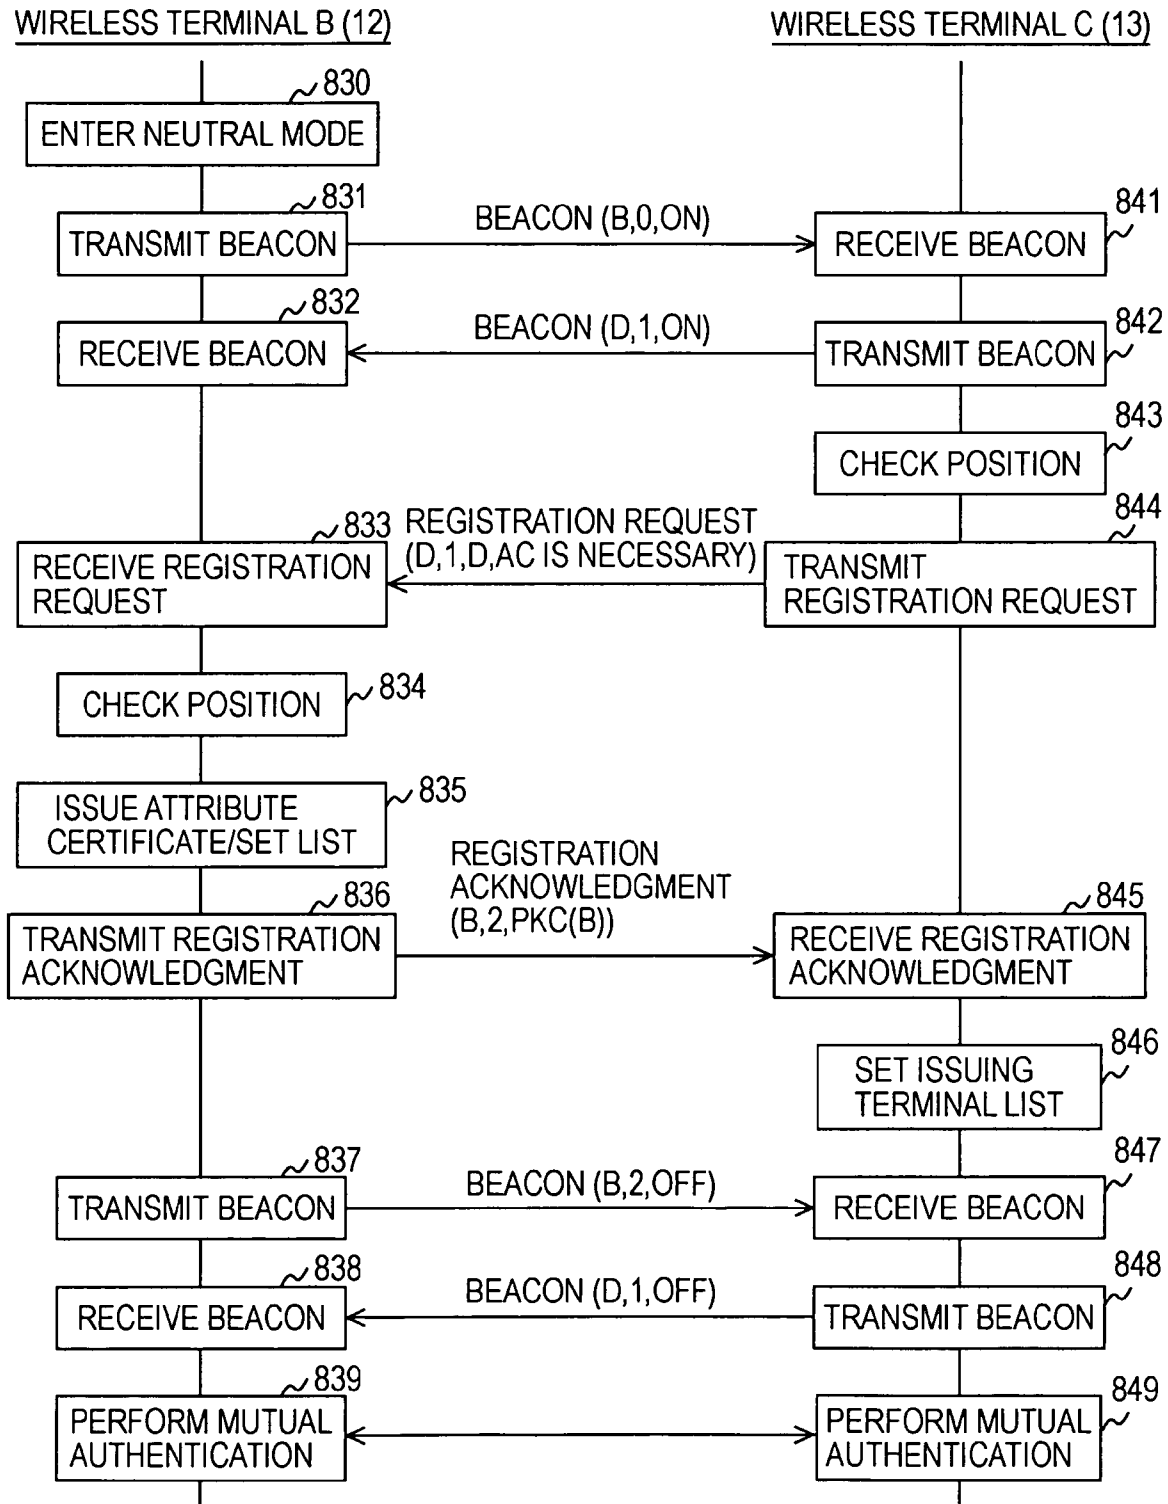 WIRELESS TERMINAL B (12)
WIRELESS TERMINAL C (13)
830
ENTER NEUTRAL MODE
831
TRANSMIT BEACON
BEACON (B,0,ON)
841
RECEIVE BEACON
832
RECEIVE BEACON
BEACON (D,1,ON)
842
TRANSMIT BEACON
843
CHECK POSITION
833
RECEIVE REGISTRATION
REQUEST
REGISTRATION REQUEST
(D,1,D,AC IS NECESSARY)
844
TRANSMIT
REGISTRATION REQUEST
834
CHECK POSITION
835
ISSUE ATTRIBUTE
CERTIFICATE/SET LIST
836
TRANSMIT REGISTRATION
ACKNOWLEDGMENT
REGISTRATION
ACKNOWLEDGMENT
(B,2,PKC(B))
845
RECEIVE REGISTRATION
ACKNOWLEDGMENT
846
SET ISSUING
TERMINAL LIST
837
TRANSMIT BEACON
BEACON (B,2,OFF)
847
RECEIVE BEACON
838
RECEIVE BEACON
BEACON (D,1,OFF)
848
TRANSMIT BEACON
839
PERFORM MUTUAL
AUTHENTICATION
849
PERFORM MUTUAL
AUTHENTICATION